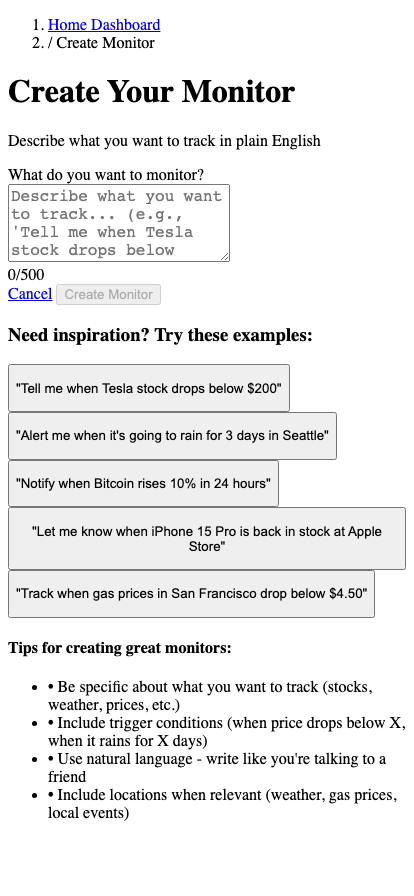 1. Home Dashboard
2. / Create Monitor
Create Your Monitor
Describe what you want to track in plain English
What do you want to monitor?
Describe what you want
to track... (e.g.,
'Tell me when Tesla
stock drops below
0/500
Cancel Create Monitor
Need inspiration? Try these examples:
"Tell me when Tesla stock drops below $200"
"Alert me when it's going to rain for 3 days in Seattle"
"Notify when Bitcoin rises 10% in 24 hours"
"Let me know when iPhone 15 Pro is back in stock at Apple
Store"
"Track when gas prices in San Francisco drop below $4.50"
Tips for creating great monitors:
• • Be specific about what you want to track (stocks,
weather, prices, etc.)
• • Include trigger conditions (when price drops below X,
when it rains for X days)
• • Use natural language - write like you're talking to a
friend
• • Include locations when relevant (weather, gas prices,
local events)